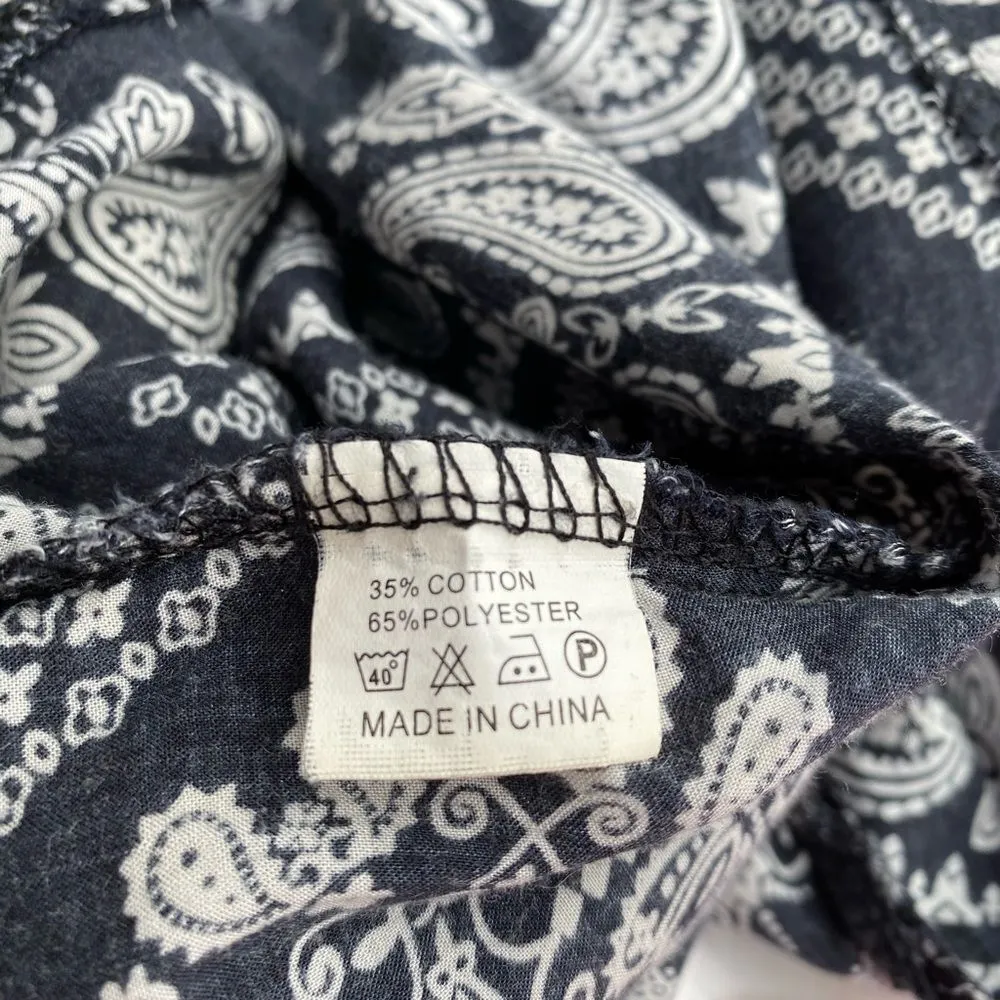 35% COTTON
65%POLYESTER
40° P
MADE IN CHINA